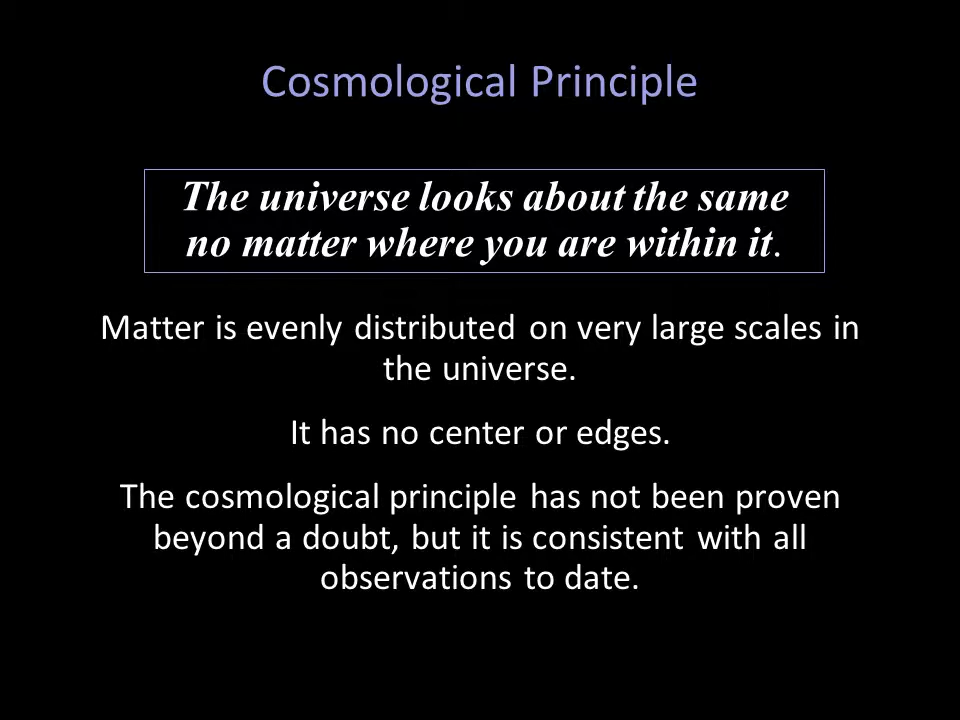 Cosmological Principle
The universe looks about the same
no matter where you are within it.
Matter is evenly distributed on very large scales in
the universe.
It has no center or edges.
The cosmological principle has not been proven
beyond a doubt, but it is consistent with all
observations to date.